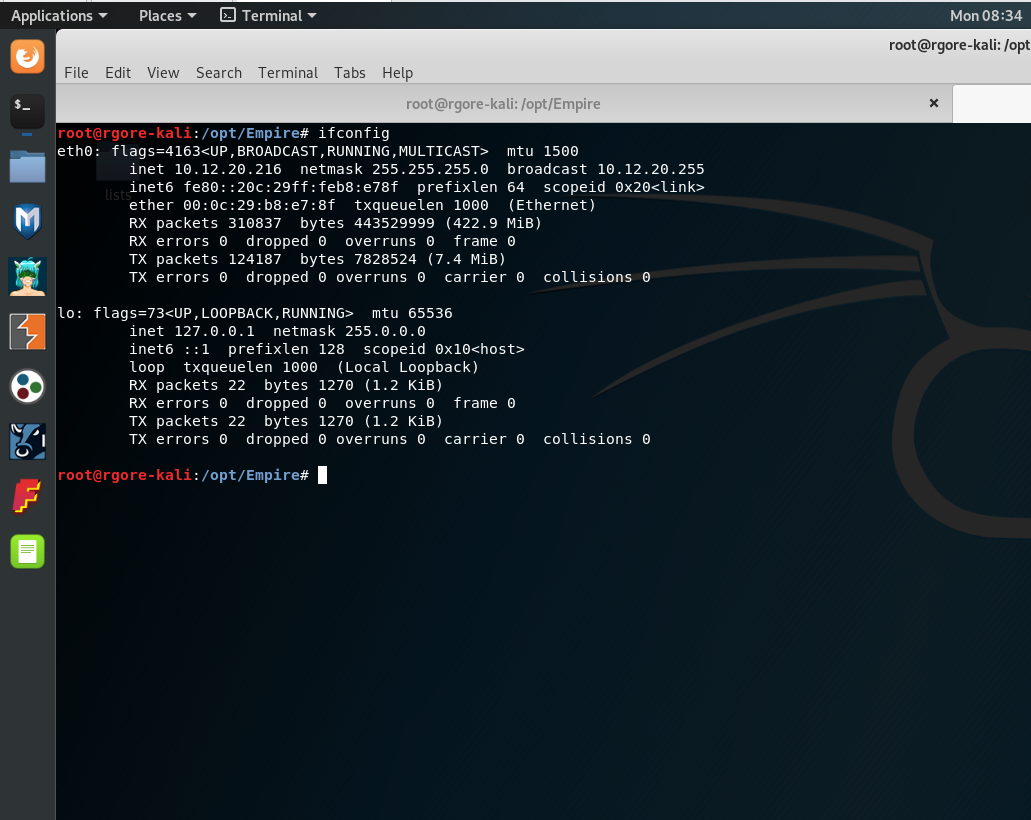 Applications Places Terminal Mon 08:34
root@rgore-kali: /opt
File Edit View Search Terminal Tabs Help
root@rgore-kali: /opt/Empire ×
root@rgore-kali:/opt/Empire# ifconfig
eth0: flags=4163<UP,BROADCAST,RUNNING,MULTICAST>  mtu 1500
        inet 10.12.20.216  netmask 255.255.255.0  broadcast 10.12.20.255
        inet6 fe80::20c:29ff:feb8:e78f  prefixlen 64  scopeid 0x20<link>
lists
        ether 00:0c:29:b8:e7:8f  txqueuelen 1000  (Ethernet)
        RX packets 310837  bytes 443529999 (422.9 MiB)
        RX errors 0  dropped 0  overruns 0  frame 0
        TX packets 124187  bytes 7828524 (7.4 MiB)
        TX errors 0  dropped 0 overruns 0  carrier 0  collisions 0
lo: flags=73<UP,LOOPBACK,RUNNING>  mtu 65536
        inet 127.0.0.1  netmask 255.0.0.0
        inet6 ::1  prefixlen 128  scopeid 0x10<host>
        loop  txqueuelen 1000  (Local Loopback)
        RX packets 22  bytes 1270 (1.2 KiB)
        RX errors 0  dropped 0  overruns 0  frame 0
        TX packets 22  bytes 1270 (1.2 KiB)
        TX errors 0  dropped 0 overruns 0  carrier 0  collisions 0
root@rgore-kali:/opt/Empire#